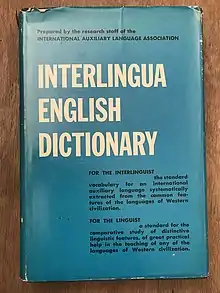 Prepared by the research staff of the
INTERNATIONAL AUXILIARY LANGUAGE ASSOCIATION
INTERLINGUA
ENGLISH
DICTIONARY
FOR THE INTERLINGUIST
the standard
vocabulary for an international
auxiliary language systematically
extracted from the common fea-
tures of the languages of Western
civilization.
FOR THE LINGUIST
a standard for the
comparative study of distinctive
linguistic features, of great practical
help in the teaching of any of the
languages of Western civilization.